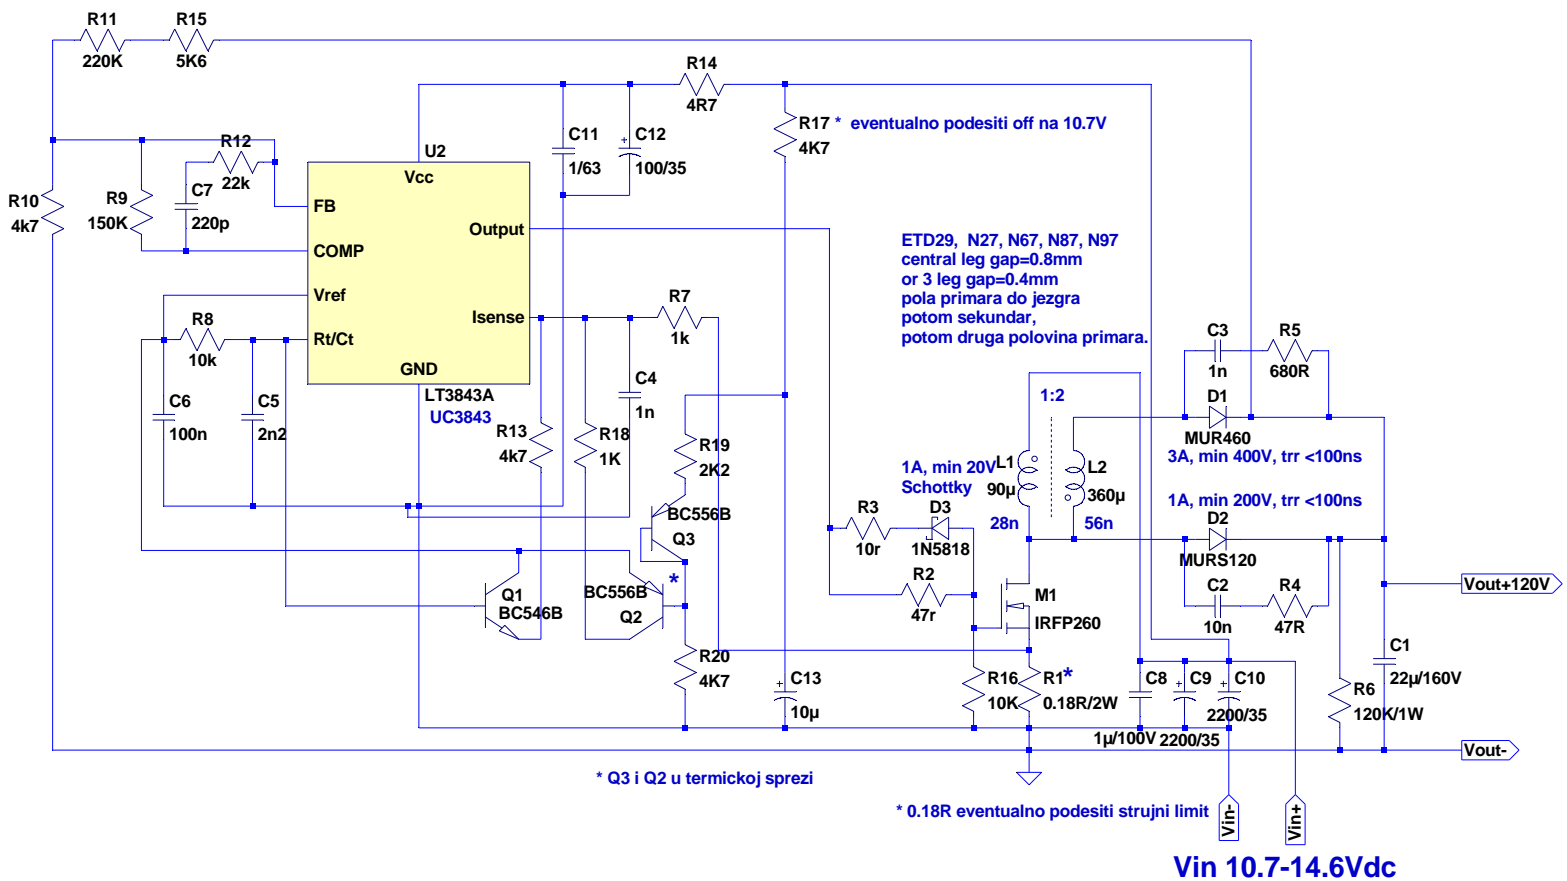 R11
220K
R15
5K6
R14
4R7
R17
4K7
* eventualno podesiti off na 10.7V
C11
1/63
C12
100/35
U2
Vcc
FB
COMP
Vref
Rt/Ct
GND
Output
Isense
LT3843A
UC3843
R12
22k
C7
220p
R9
150K
R10
4k7
R8
10k
C6
100n
C5
2n2
R7
1k
C4
1n
R13
4k7
R18
1K
R19
2K2
BC556B
Q3
BC556B
*
Q2
Q1
BC546B
R20
4K7
C13
10µ
ETD29, N27, N67, N87, N97
central leg gap=0.8mm
or 3 leg gap=0.4mm
pola primara do jezgra
potom sekundar,
potom druga polovina primara.
1:2
L1
90µ
28n
L2
360µ
56n
1A, min 20V
Schottky
D3
1N5818
R3
10r
R2
47r
M1
IRFP260
R16
10K
R1
*
0.18R/2W
C3
1n
R5
680R
D1
MUR460
3A, min 400V, trr <100ns
1A, min 200V, trr <100ns
D2
MURS120
C2
10n
R4
47R
Vout+120V
C1
22µ/160V
R6
120K/1W
C8
1µ/100V
C9
2200/35
C10
2200/35
Vout-
* Q3 i Q2 u termickoj sprezi
* 0.18R eventualno podesiti strujni limit
Vin-
Vin+
Vin 10.7-14.6Vdc